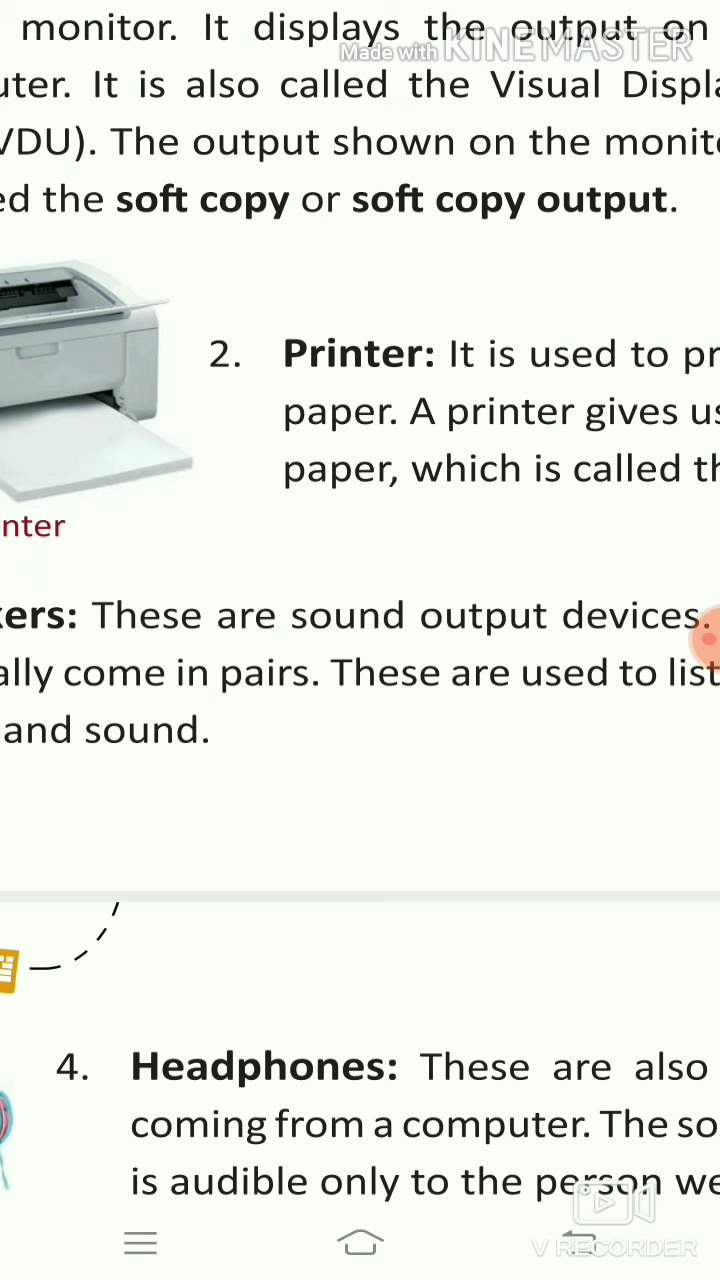 monitor. It displays the output on
Made with KINEMASTER
uter. It is also called the Visual Displa
VDU). The output shown on the monito
ed the soft copy or soft copy output.
2. Printer: It is used to pr
paper. A printer gives us
paper, which is called th
nter
kers: These are sound output devices.
ally come in pairs. These are used to list
and sound.
4. Headphones: These are also
coming from a computer. The so
is audible only to the person we
V RECORDER